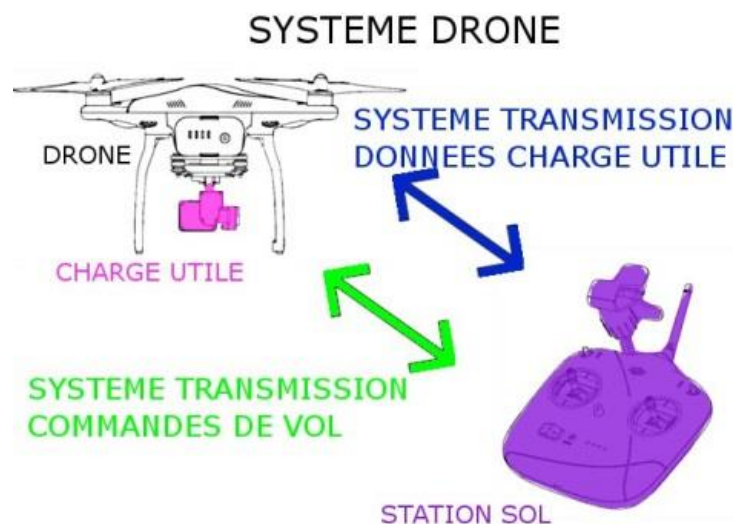 SYSTEME DRONE
SYSTEME TRANSMISSION
DONNEES CHARGE UTILE
DRONE
CHARGE UTILE
SYSTEME TRANSMISSION
COMMANDES DE VOL
STATION SOL